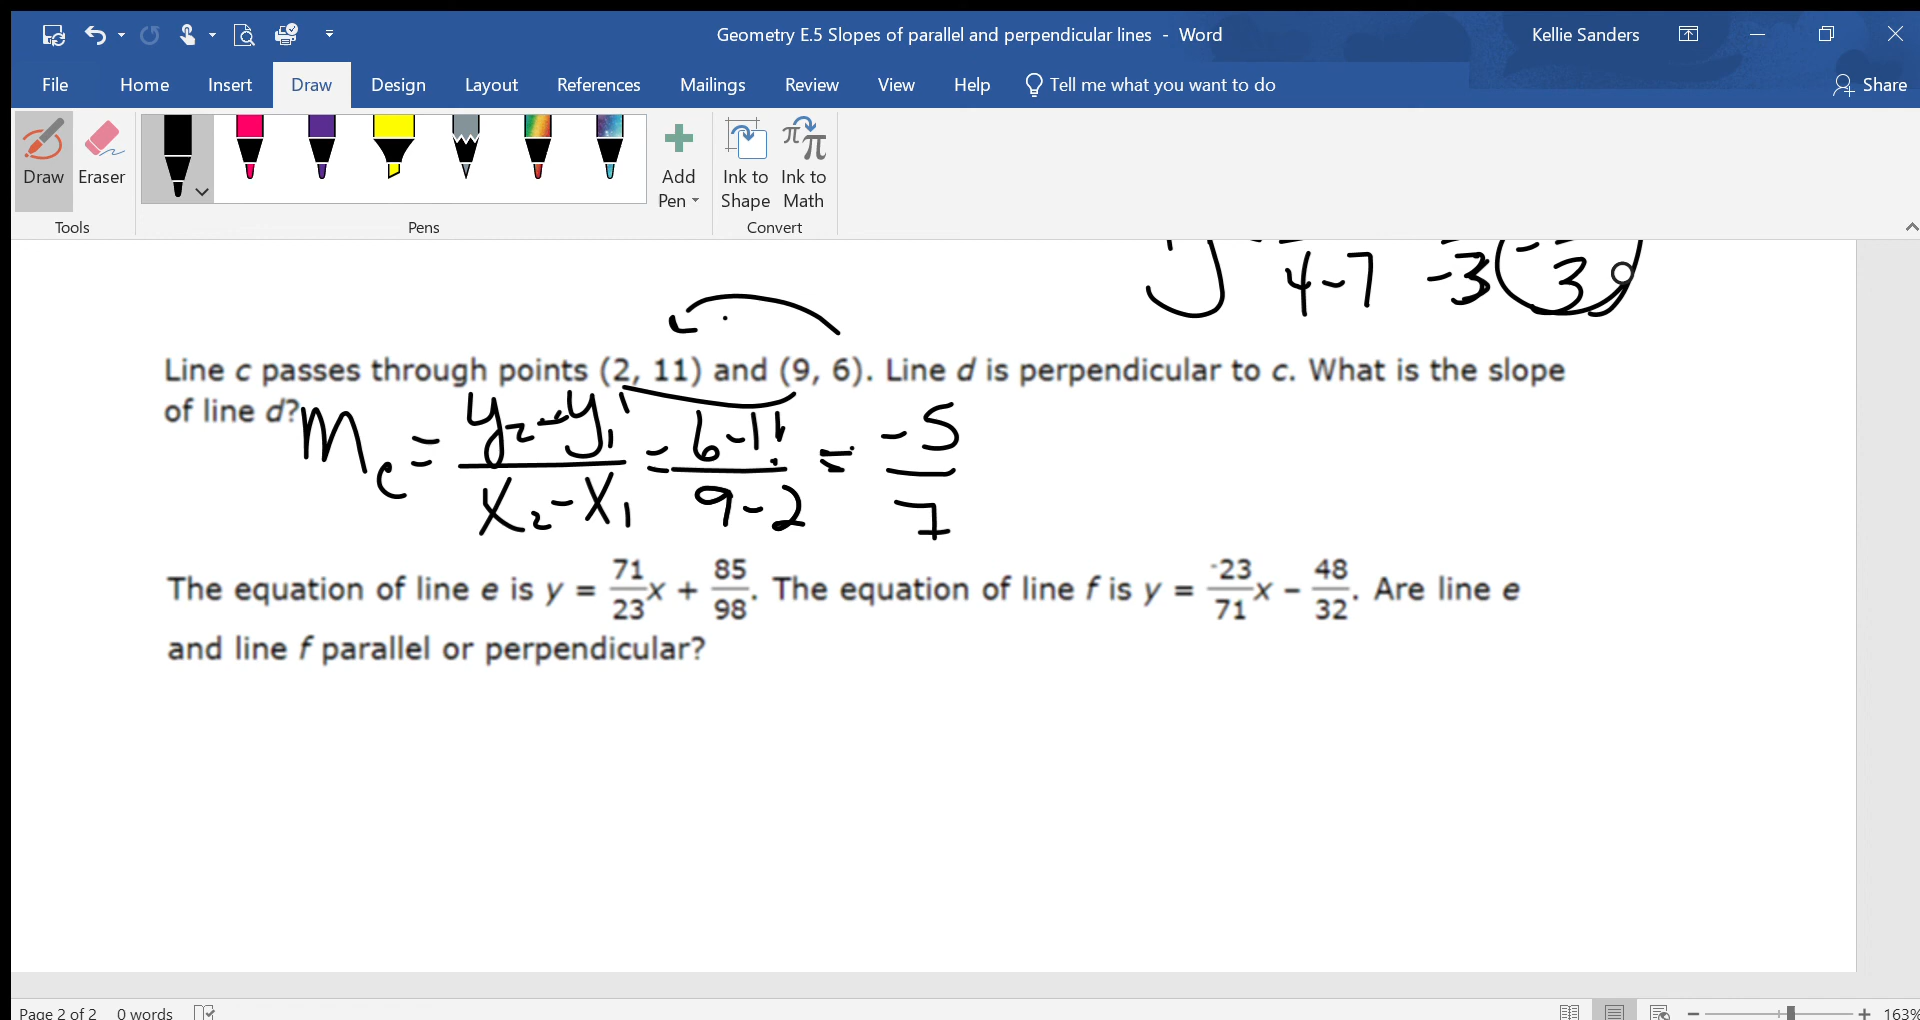 Geometry E.5 Slopes of parallel and perpendicular lines - Word
Kellie Sanders
File Home Insert Draw Design Layout References Mailings Review View Help Tell me what you want to do Share
Draw Eraser
Add Pen
Ink to Shape
Ink to Math
Tools Pens Convert
4-7 -3 3
Line c passes through points (2, 11) and (9, 6). Line d is perpendicular to c. What is the slope
of line d?
m_c = (y₂-y₁)/(x₂-x₁) = (6-11)/(9-2) = -5/7
The equation of line e is y = 71/23 x + 85/98. The equation of line f is y = -23/71 x - 48/32. Are line e
and line f parallel or perpendicular?
Page 2 of 2 0 words 163%